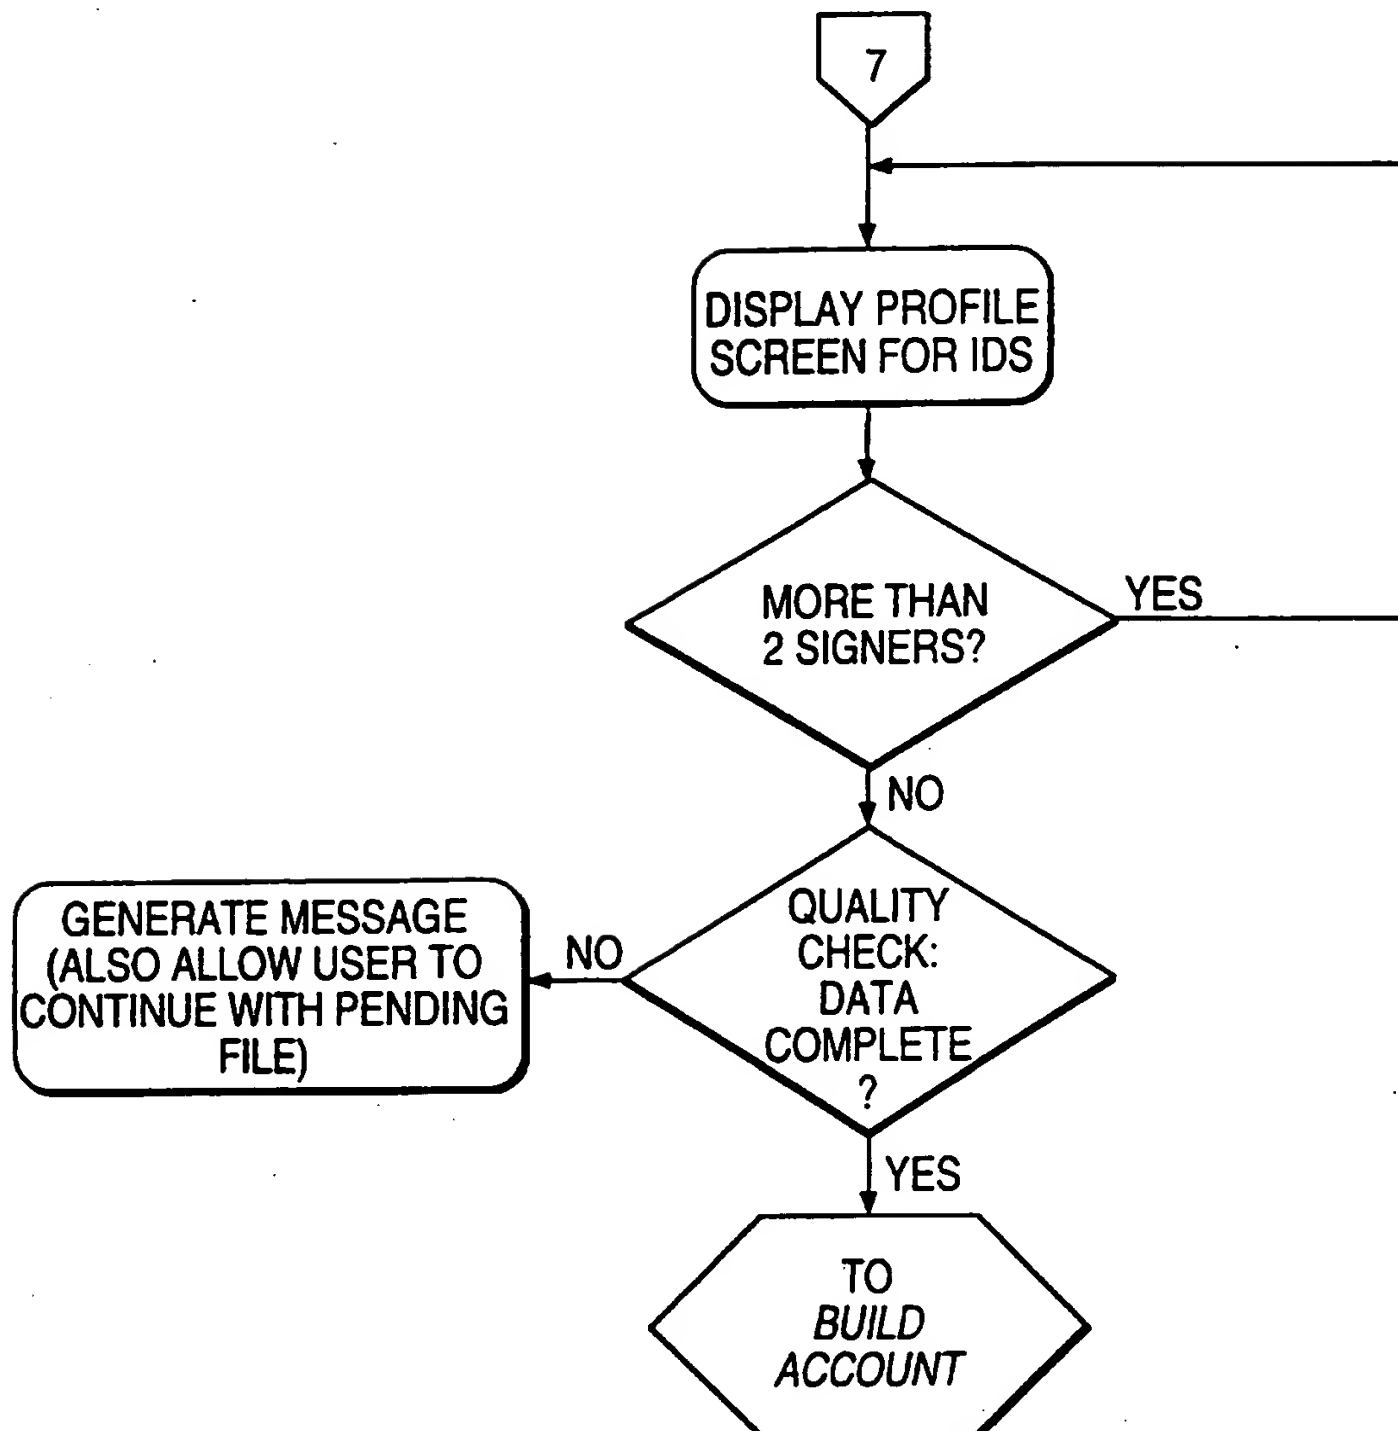 7
DISPLAY PROFILE
SCREEN FOR IDS
MORE THAN
2 SIGNERS?
YES
NO
QUALITY
CHECK:
DATA
COMPLETE
?
NO
GENERATE MESSAGE
(ALSO ALLOW USER TO
CONTINUE WITH PENDING
FILE)
YES
TO
BUILD
ACCOUNT